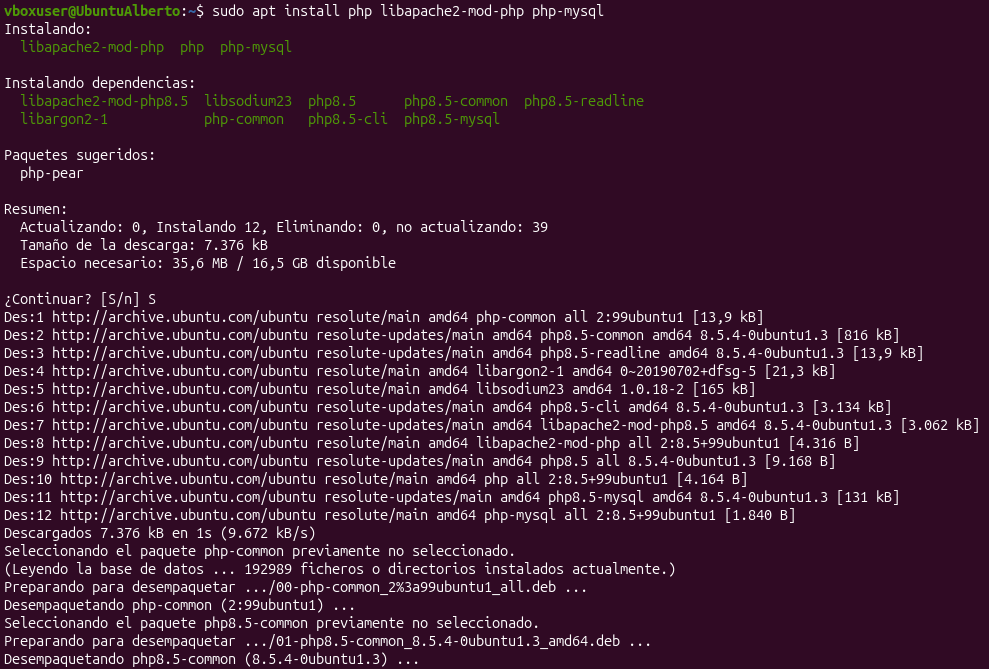 vboxuser@UbuntuAlberto:~$ sudo apt install php libapache2-mod-php php-mysql
Instalando:
  libapache2-mod-php  php  php-mysql

Instalando dependencias:
  libapache2-mod-php8.5  libsodium23  php8.5      php8.5-common  php8.5-readline
  libargon2-1            php-common   php8.5-cli  php8.5-mysql

Paquetes sugeridos:
  php-pear

Resumen:
  Actualizando: 0, Instalando 12, Eliminando: 0, no actualizando: 39
  Tamaño de la descarga: 7.376 kB
  Espacio necesario: 35,6 MB / 16,5 GB disponible

¿Continuar? [S/n] S
Des:1 http://archive.ubuntu.com/ubuntu resolute/main amd64 php-common all 2:99ubuntu1 [13,9 kB]
Des:2 http://archive.ubuntu.com/ubuntu resolute-updates/main amd64 php8.5-common amd64 8.5.4-0ubuntu1.3 [816 kB]
Des:3 http://archive.ubuntu.com/ubuntu resolute-updates/main amd64 php8.5-readline amd64 8.5.4-0ubuntu1.3 [13,9 kB]
Des:4 http://archive.ubuntu.com/ubuntu resolute/main amd64 libargon2-1 amd64 0~20190702+dfsg-5 [21,3 kB]
Des:5 http://archive.ubuntu.com/ubuntu resolute/main amd64 libsodium23 amd64 1.0.18-2 [165 kB]
Des:6 http://archive.ubuntu.com/ubuntu resolute-updates/main amd64 php8.5-cli amd64 8.5.4-0ubuntu1.3 [3.134 kB]
Des:7 http://archive.ubuntu.com/ubuntu resolute-updates/main amd64 libapache2-mod-php8.5 amd64 8.5.4-0ubuntu1.3 [3.062 kB]
Des:8 http://archive.ubuntu.com/ubuntu resolute/main amd64 libapache2-mod-php all 2:8.5+99ubuntu1 [4.316 B]
Des:9 http://archive.ubuntu.com/ubuntu resolute-updates/main amd64 php8.5 all 8.5.4-0ubuntu1.3 [9.168 B]
Des:10 http://archive.ubuntu.com/ubuntu resolute/main amd64 php all 2:8.5+99ubuntu1 [4.164 B]
Des:11 http://archive.ubuntu.com/ubuntu resolute-updates/main amd64 php8.5-mysql amd64 8.5.4-0ubuntu1.3 [131 kB]
Des:12 http://archive.ubuntu.com/ubuntu resolute/main amd64 php-mysql all 2:8.5+99ubuntu1 [1.840 B]
Descargados 7.376 kB en 1s (9.672 kB/s)
Seleccionando el paquete php-common previamente no seleccionado.
(Leyendo la base de datos ... 192989 ficheros o directorios instalados actualmente.)
Preparando para desempaquetar .../00-php-common_2%3a99ubuntu1_all.deb ...
Desempaquetando php-common (2:99ubuntu1) ...
Seleccionando el paquete php8.5-common previamente no seleccionado.
Preparando para desempaquetar .../01-php8.5-common_8.5.4-0ubuntu1.3_amd64.deb ...
Desempaquetando php8.5-common (8.5.4-0ubuntu1.3) ...